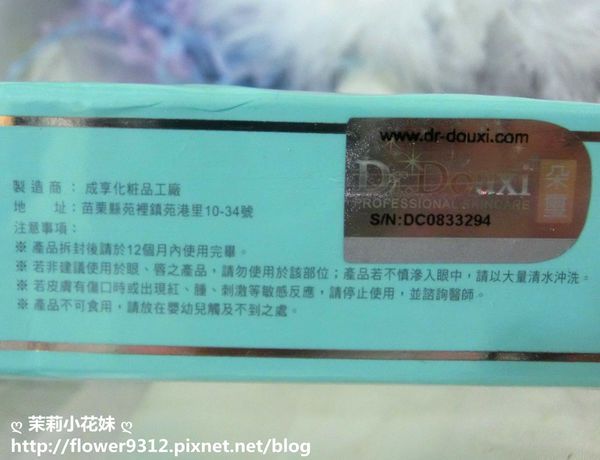 www.dr-douxi.com
Dr.Douxi 朵璽
PROFESSIONAL SKINCARE
S/N:DC0833294
製造商：成享化粧品工廠
地　址：苗栗縣苑裡鎮苑港里10-34號
注意事項：
※ 產品拆封後請於12個月內使用完畢。
※ 若非建議使用於眼、唇之產品，請勿使用於該部位；產品若不慎滲入眼中，請以大量清水沖洗。
※ 若皮膚有傷口時或出現紅、腫、刺激等敏感反應，請停止使用，並諮詢醫師。
※ 產品不可食用，請放在嬰幼兒觸及不到之處。
ღ 茉莉小花妹 ღ
http://flower9312.pixnet.net/blog